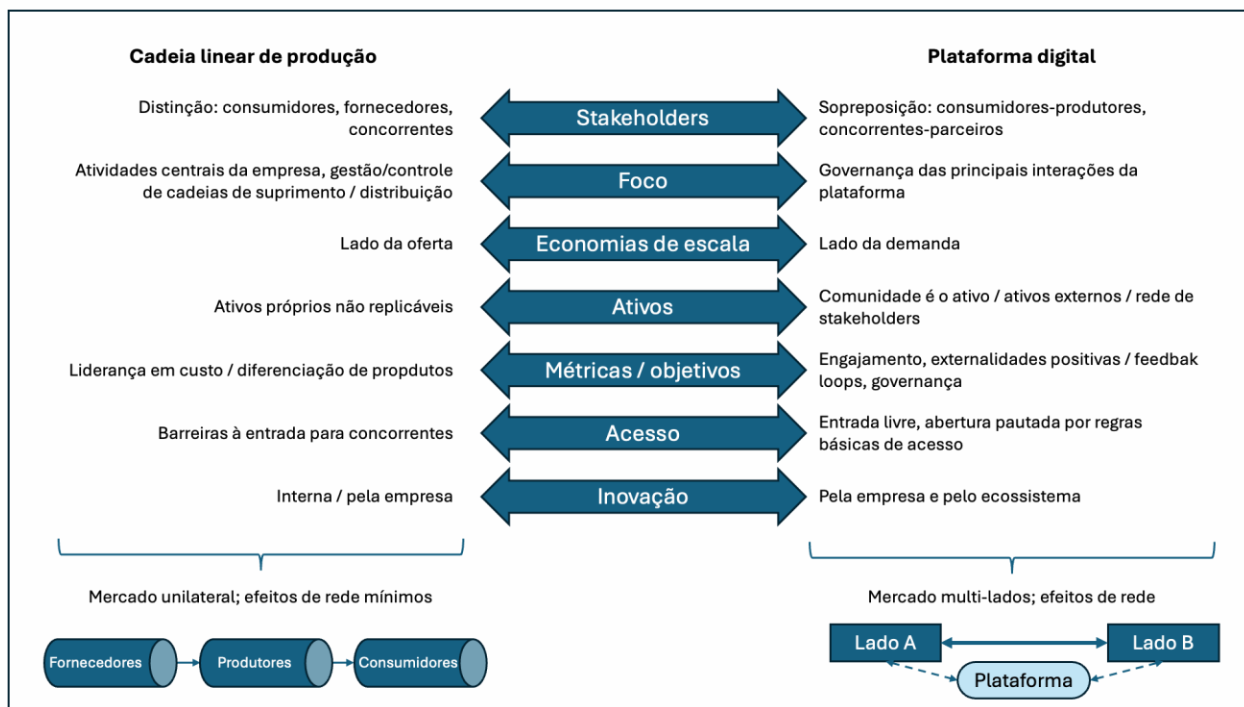 Cadeia linear de produção
Plataforma digital
Distinção: consumidores, fornecedores,
concorrentes
Stakeholders
Sopreposição: consumidores-produtores,
concorrentes-parceiros
Atividades centrais da empresa, gestão/controle
de cadeias de suprimento / distribuição
Foco
Governança das principais interações da
plataforma
Lado da oferta
Economias de escala
Lado da demanda
Ativos próprios não replicáveis
Ativos
Comunidade é o ativo / ativos externos / rede de
stakeholders
Liderança em custo / diferenciação de propdutos
Métricas / objetivos
Engajamento, externalidades positivas / feedbak
loops, governança
Barreiras à entrada para concorrentes
Acesso
Entrada livre, abertura pautada por regras
básicas de acesso
Interna / pela empresa
Inovação
Pela empresa e pelo ecossistema
Mercado unilateral; efeitos de rede mínimos
Mercado multi-lados; efeitos de rede
Fornecedores
Produtores
Consumidores
Lado A
Lado B
Plataforma